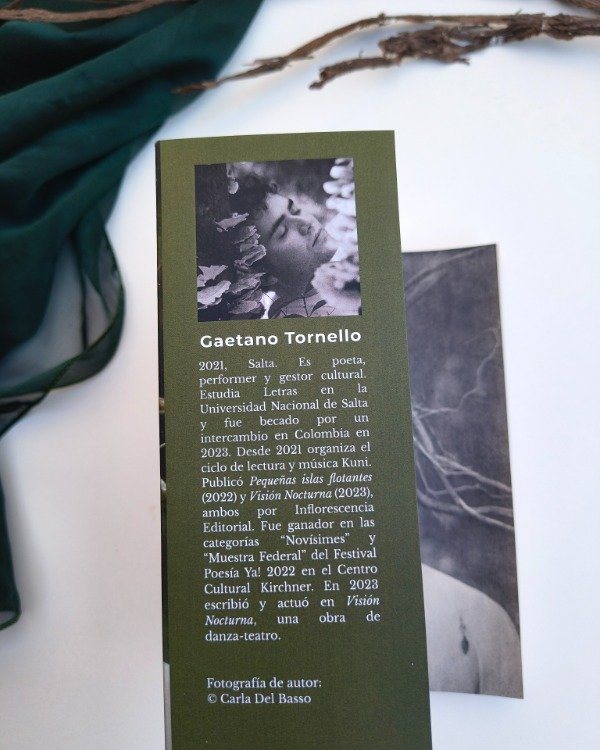 Gaetano Tornello
2021, Salta. Es poeta,
performer y gestor cultural.
Estudia Letras en la
Universidad Nacional de Salta
y fue becado por un
intercambio en Colombia en
2023. Desde 2021 organiza el
ciclo de lectura y música Kuni.
Publicó Pequeñas islas flotantes
(2022) y Visión Nocturna (2023),
ambos por Inflorescencia
Editorial. Fue ganador en las
categorías “Novísimes” y
“Muestra Federal” del Festival
Poesía Ya! 2022 en el Centro
Cultural Kirchner. En 2023
escribió y actuó en Visión
Nocturna, una obra de
danza-teatro.
Fotografía de autor:
© Carla Del Basso